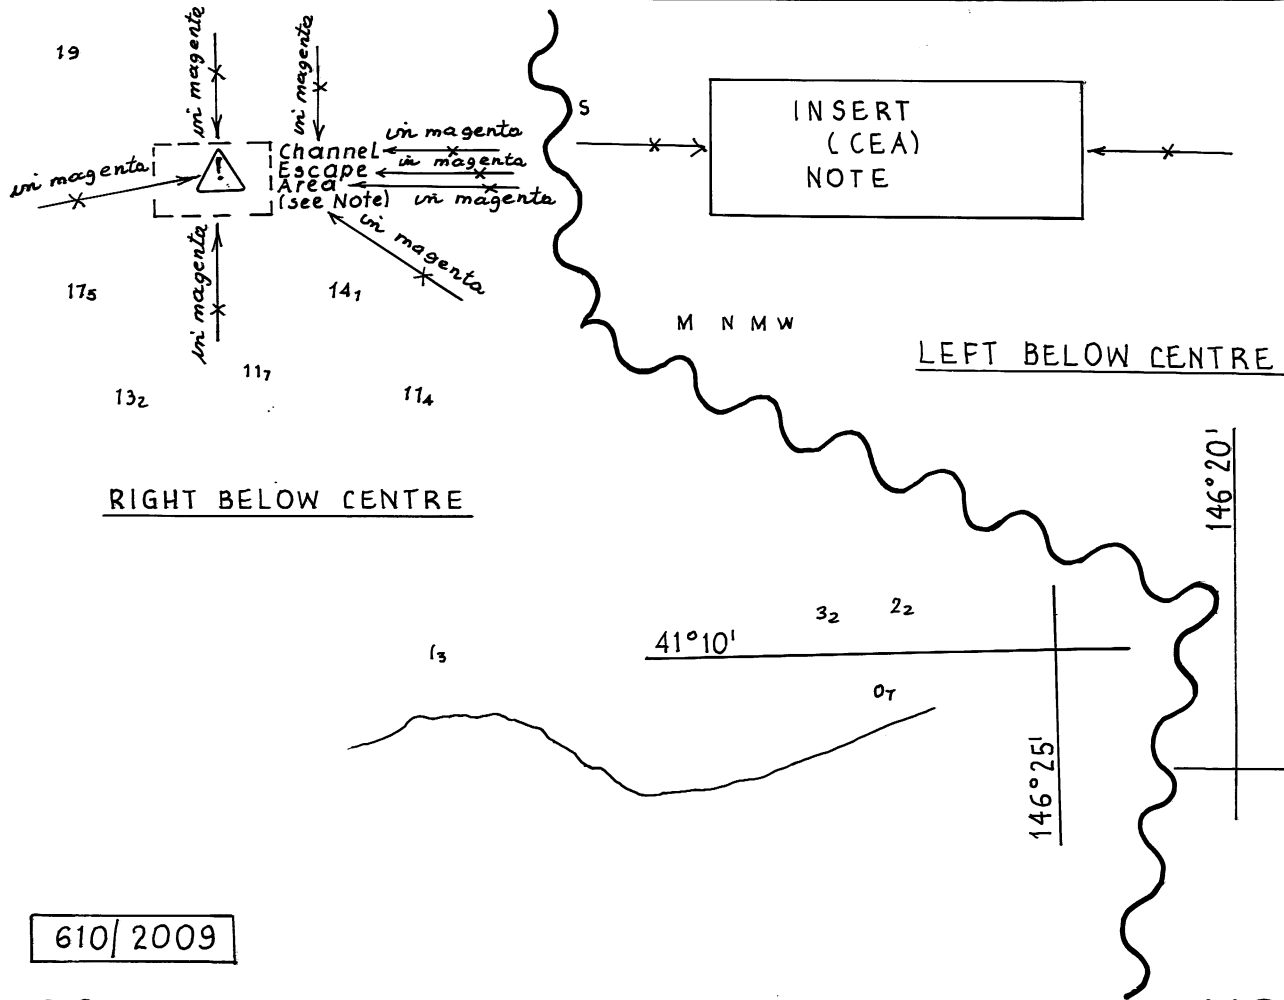 19
in magenta
in magenta
in magenta
!
Channel
Escape
Area
(see Note)
in magenta
in magenta
in magenta
in magenta
in magenta
17₅
14₁
11₇
13₂
11₄
RIGHT BELOW CENTRE
S
INSERT
(CEA)
NOTE
M N M W
LEFT BELOW CENTRE
146°20'
3₂ 2₂
41°10'
1₃
0₇
146°25'
610/2009